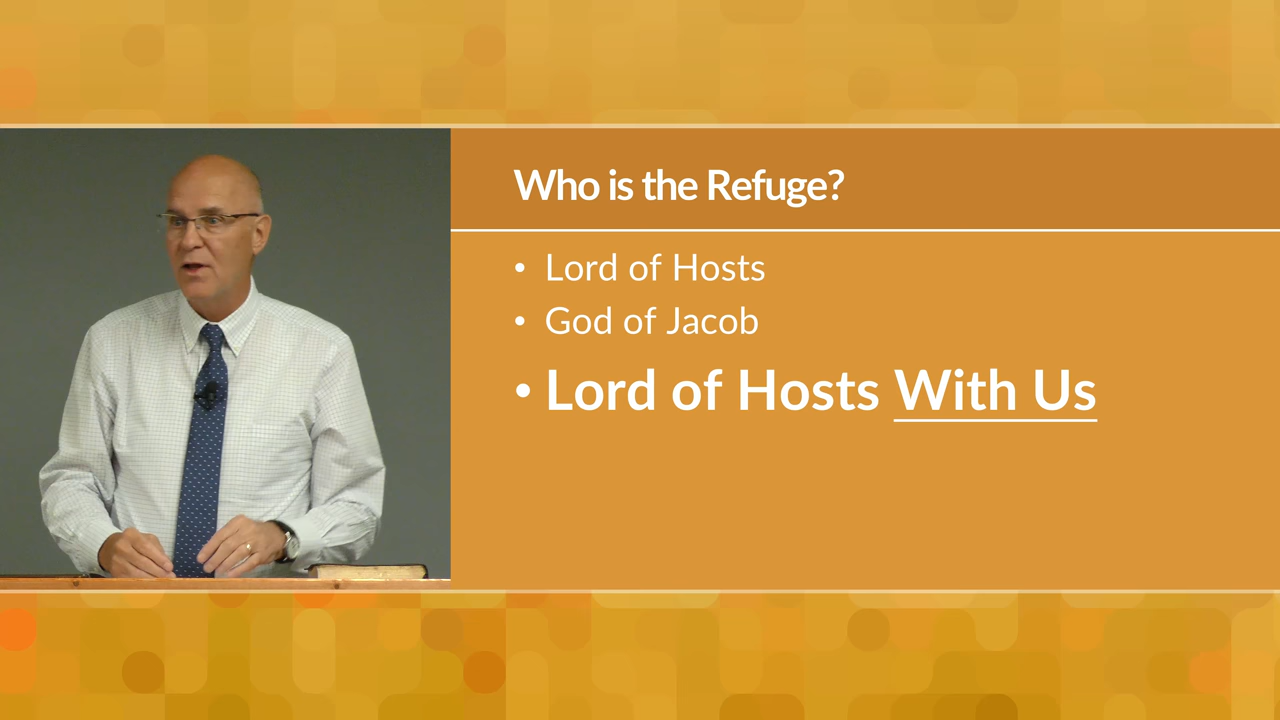 Who is the Refuge?
• Lord of Hosts
• God of Jacob
• Lord of Hosts With Us